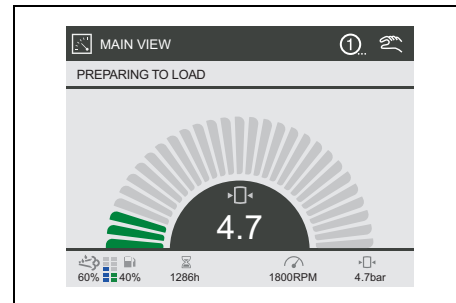 MAIN VIEW
1...
PREPARING TO LOAD
4.7
60% 40% 1286h 1800RPM 4.7bar